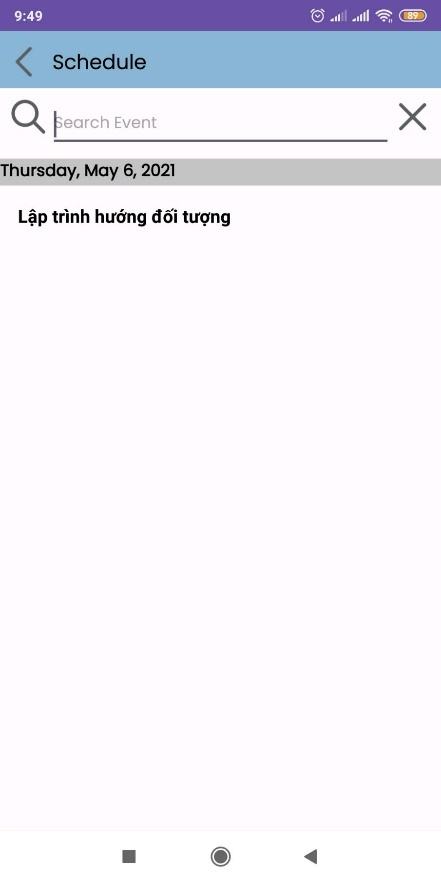 9:49
89
Schedule
Search Event
Thursday, May 6, 2021
Lập trình hướng đối tượng